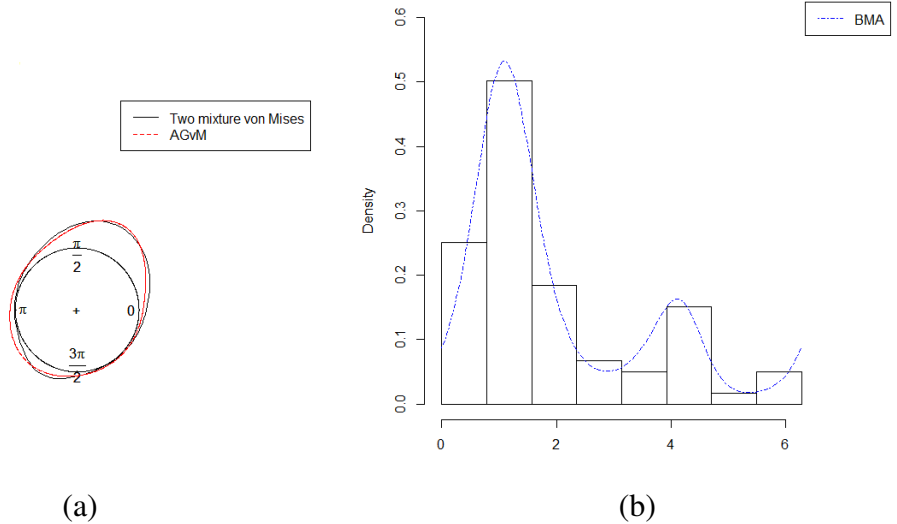 Two mixture von Mises
AGvM
π
2
π
+
0
3π
2
(a)
BMA
Density
0.6
0.5
0.4
0.3
0.2
0.1
0.0
0 2 4 6
(b)